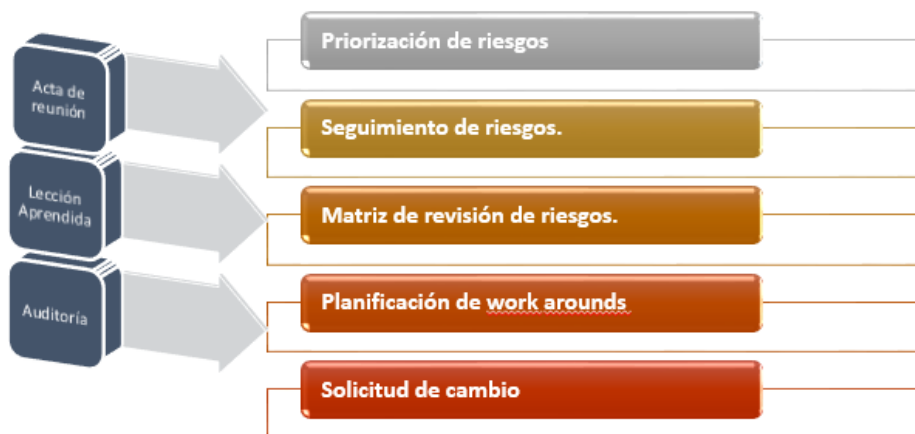 Acta de
reunión
Lección
Aprendida
Auditoría
Priorización de riesgos
Seguimiento de riesgos.
Matriz de revisión de riesgos.
Planificación de work arounds
Solicitud de cambio